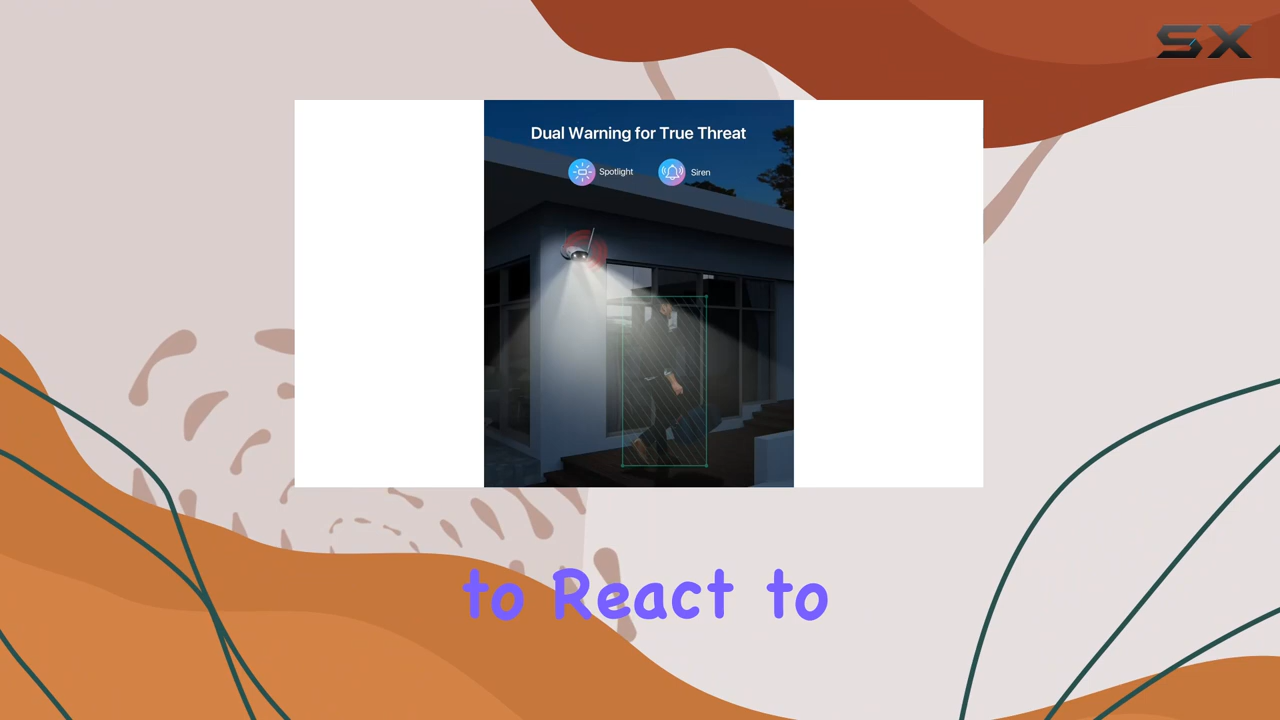 SX
Dual Warning for True Threat
Spotlight
Siren
to React to